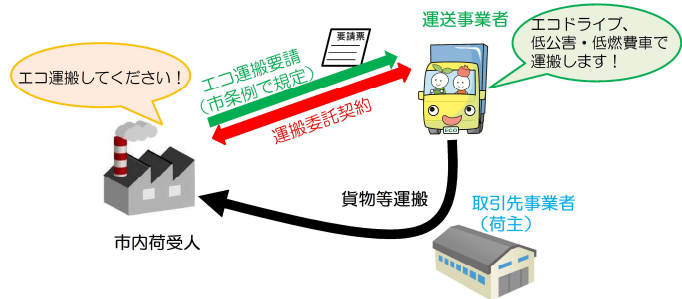 要請票
運送事業者
エコドライブ、
低公害・低燃費車で
運搬します！
エコ運搬してください！
エコ運搬要請
（市条例で規定）
運搬委託契約
ECO
貨物等運搬
取引先事業者
（荷主）
市内荷受人